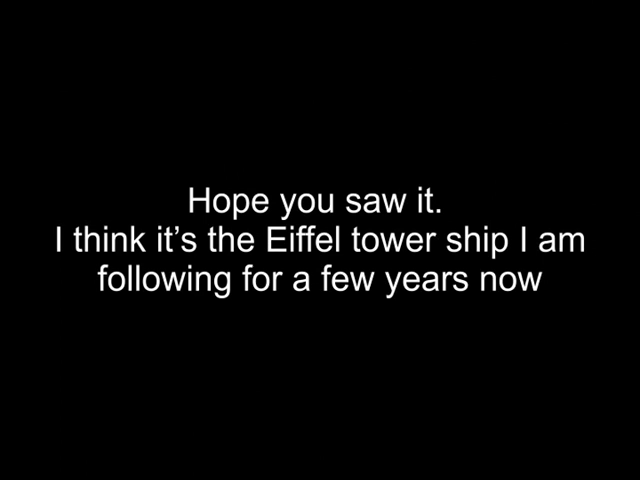 Hope you saw it.
I think it’s the Eiffel tower ship I am
following for a few years now